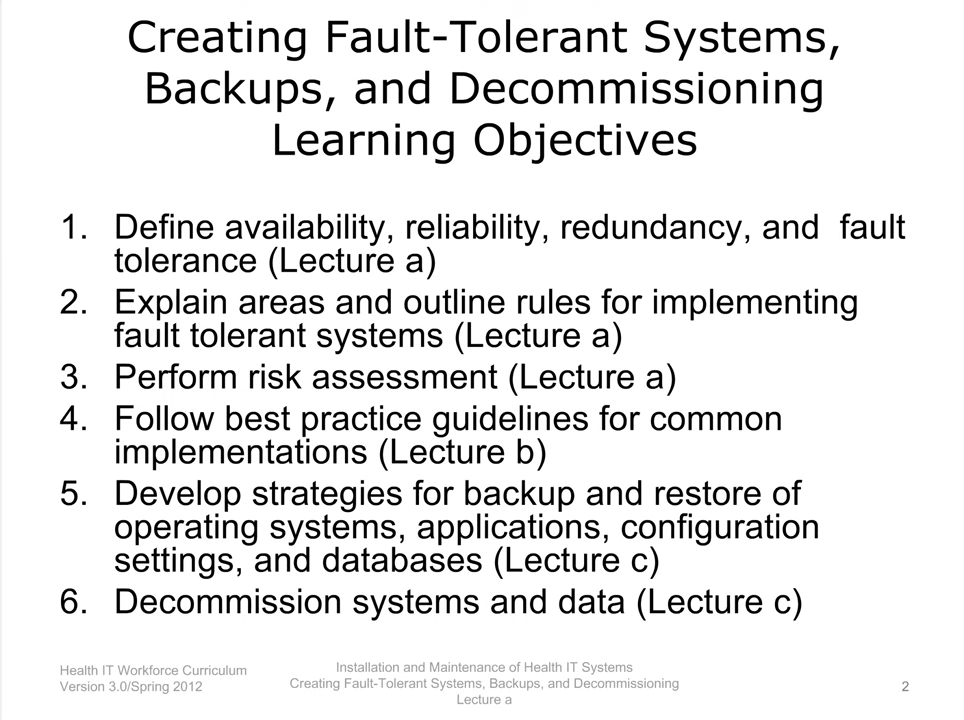 Creating Fault-Tolerant Systems,
Backups, and Decommissioning
Learning Objectives
1. Define availability, reliability, redundancy, and  fault
tolerance (Lecture a)
2. Explain areas and outline rules for implementing
fault tolerant systems (Lecture a)
3. Perform risk assessment (Lecture a)
4. Follow best practice guidelines for common
implementations (Lecture b)
5. Develop strategies for backup and restore of
operating systems, applications, configuration
settings, and databases (Lecture c)
6. Decommission systems and data (Lecture c)
Health IT Workforce Curriculum
Version 3.0/Spring 2012
Installation and Maintenance of Health IT Systems
Creating Fault-Tolerant Systems, Backups, and Decommissioning
Lecture a
2